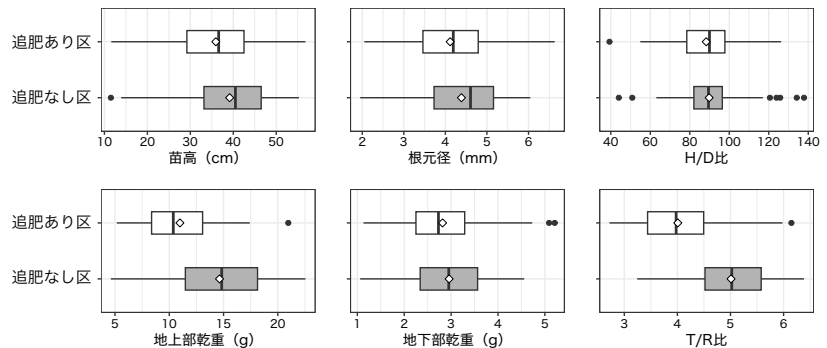 追肥あり区
追肥なし区
10 20 30 40 50
苗高（cm）
2 3 4 5 6
根元径（mm）
40 60 80 100 120 140
H/D比
追肥あり区
追肥なし区
5 10 15 20
地上部乾重（g）
1 2 3 4 5
地下部乾重（g）
3 4 5 6
T/R比